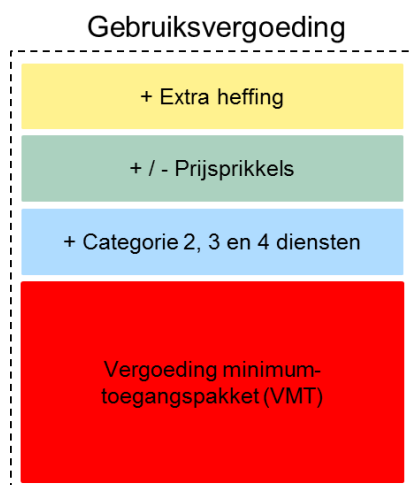 Gebruiksvergoeding
+ Extra heffing
+ / - Prijsprikkels
+ Categorie 2, 3 en 4 diensten
Vergoeding minimum-
toegangspakket (VMT)